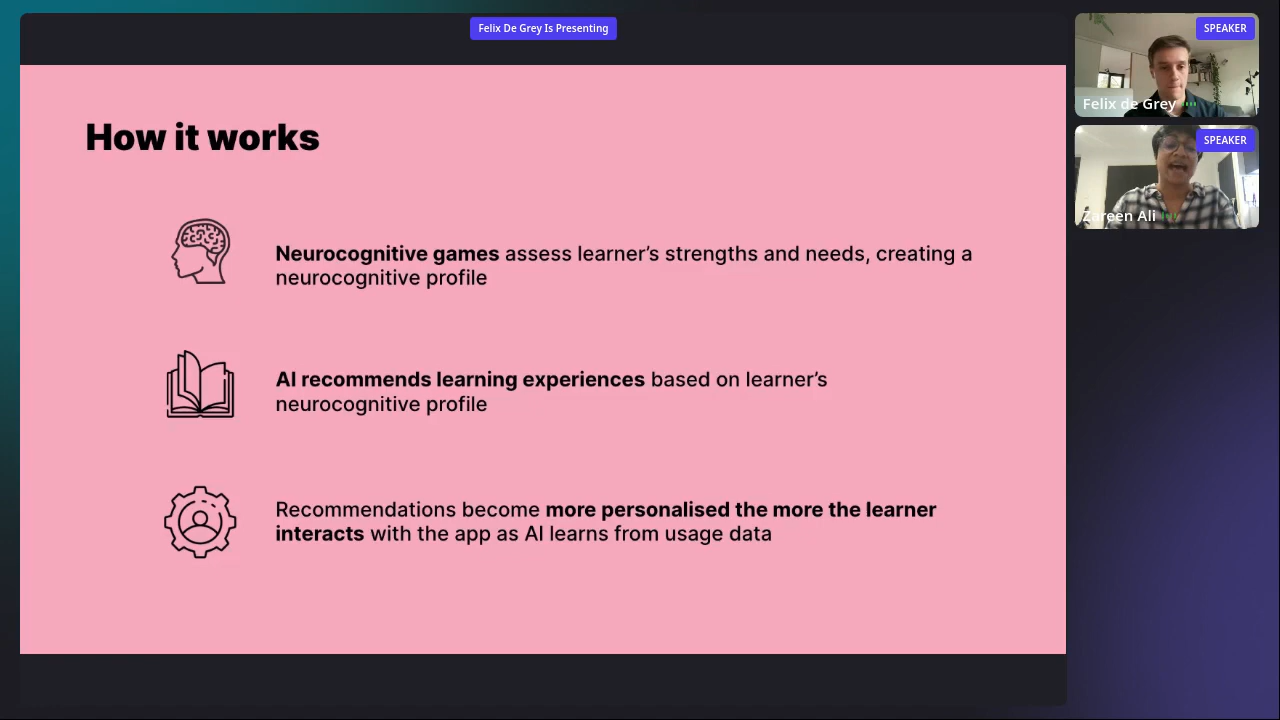 Felix De Grey Is Presenting
SPEAKER
Felix de Grey
SPEAKER
Zareen Ali
How it works
Neurocognitive games assess learner’s strengths and needs, creating a
neurocognitive profile
AI recommends learning experiences based on learner’s
neurocognitive profile
Recommendations become more personalised the more the learner
interacts with the app as AI learns from usage data